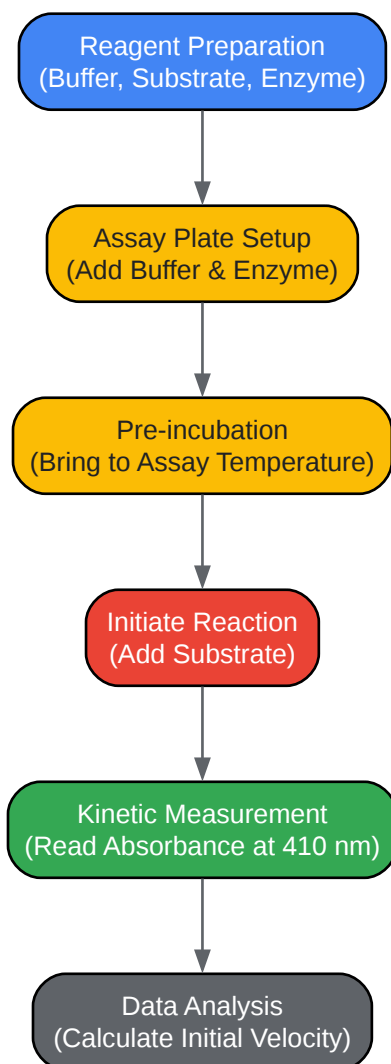 Reagent Preparation
(Buffer, Substrate, Enzyme)
Assay Plate Setup
(Add Buffer & Enzyme)
Pre-incubation
(Bring to Assay Temperature)
Initiate Reaction
(Add Substrate)
Kinetic Measurement
(Read Absorbance at 410 nm)
Data Analysis
(Calculate Initial Velocity)